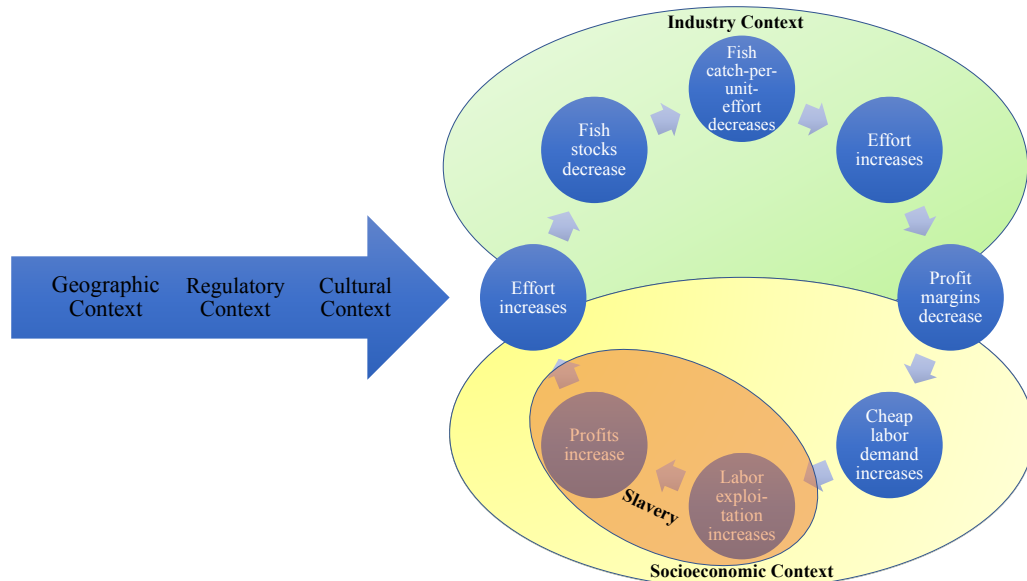 Industry Context
Fish
catch-per-
unit-
effort
decreases
Fish
stocks
decrease
Effort
increases
Geographic
Context
Regulatory
Context
Cultural
Context
Effort
increases
Profit
margins
decrease
Profits
increase
Cheap
labor
demand
increases
Labor
exploi-
tation
increases
Slavery
Socioeconomic Context